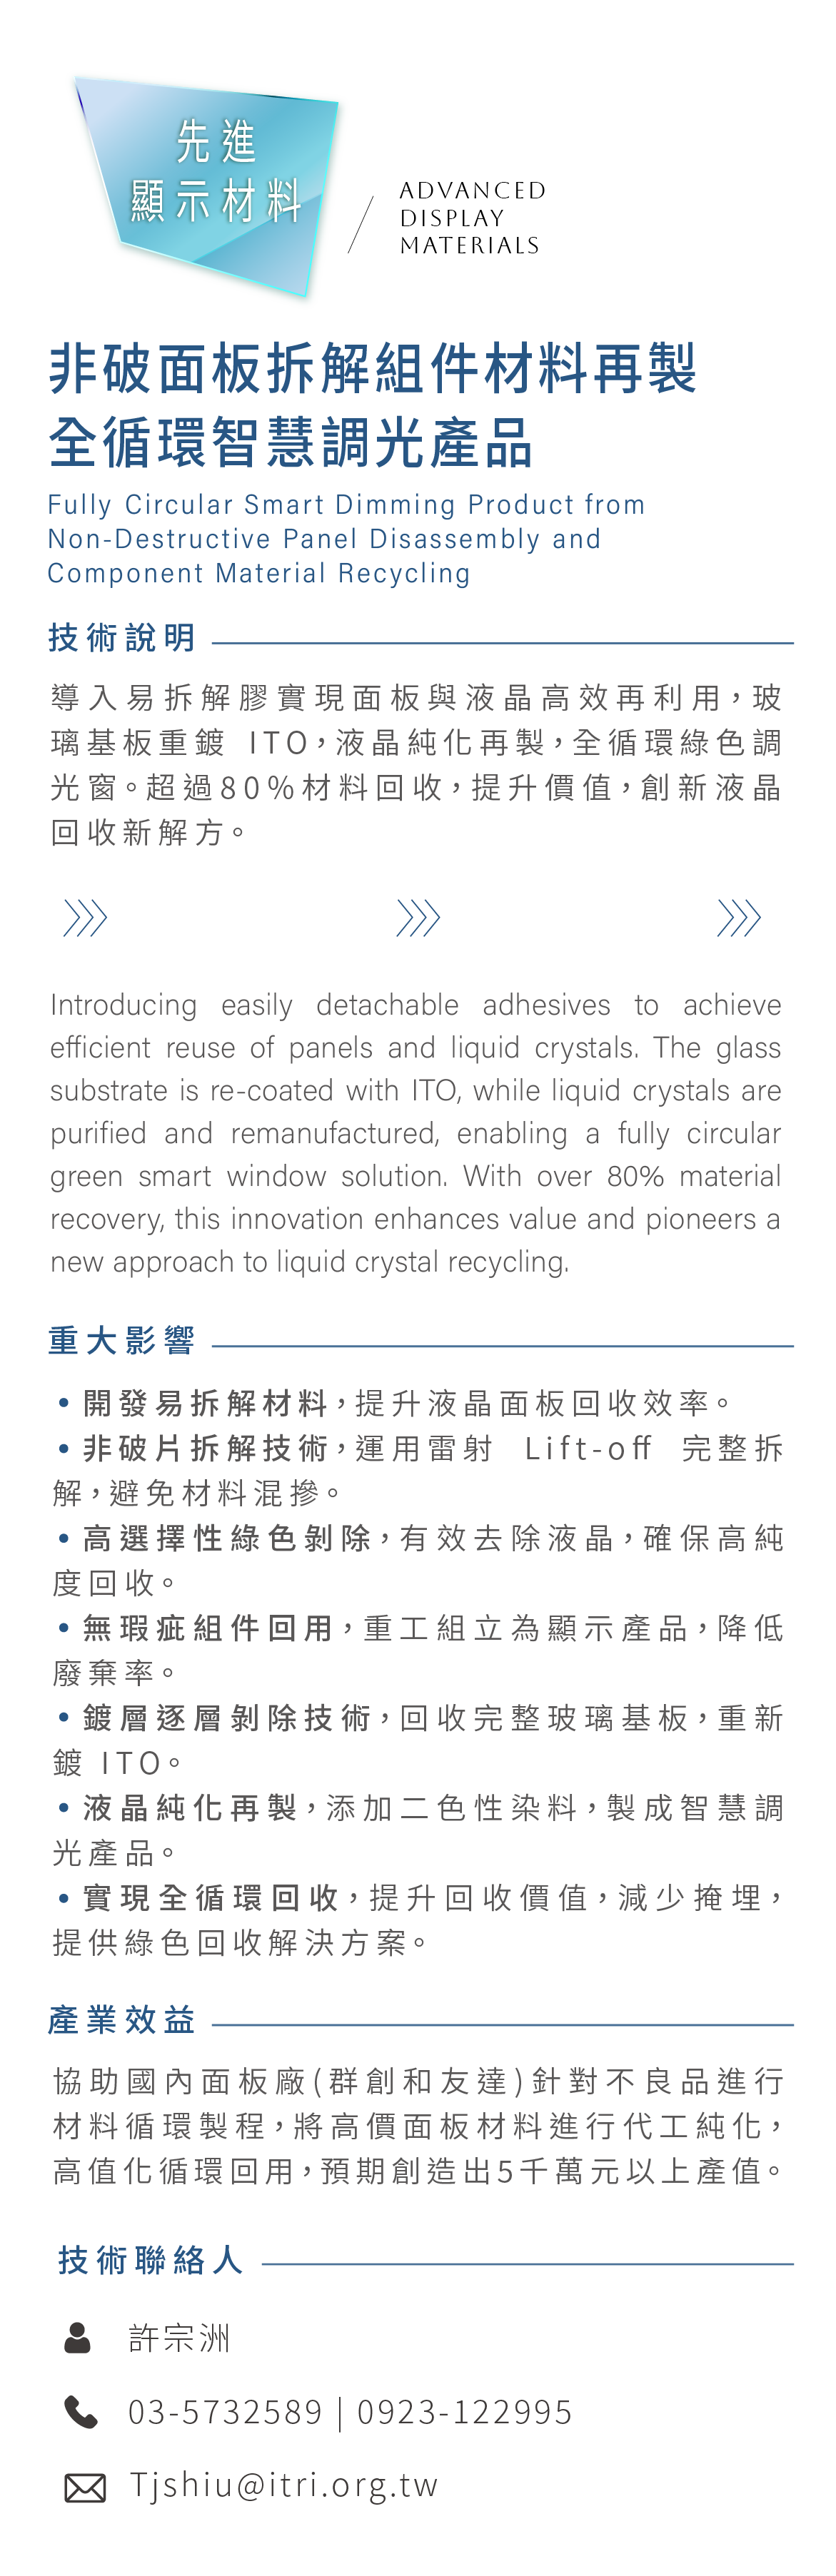 先進
顯示材料
ADVANCED
DISPLAY
MATERIALS
非破面板拆解組件材料再製
全循環智慧調光產品
Fully Circular Smart Dimming Product from
Non-Destructive Panel Disassembly and
Component Material Recycling
技術說明
導入易拆解膠實現面板與液晶高效再利用，玻
璃基板重鍍 ITO，液晶純化再製，全循環綠色調
光窗。超過80%材料回收，提升價值，創新液晶
回收新解方。
Introducing easily detachable adhesives to achieve
efficient reuse of panels and liquid crystals. The glass
substrate is re-coated with ITO, while liquid crystals are
purified and remanufactured, enabling a fully circular
green smart window solution. With over 80% material
recovery, this innovation enhances value and pioneers a
new approach to liquid crystal recycling.
重大影響
• 開發易拆解材料，提升液晶面板回收效率。
• 非破片拆解技術，運用雷射 Lift-off 完整拆
解，避免材料混摻。
• 高選擇性綠色剝除，有效去除液晶，確保高純
度回收。
• 無瑕疵組件回用，重工組立為顯示產品，降低
廢棄率。
• 鍍層逐層剝除技術，回收完整玻璃基板，重新
鍍 ITO。
• 液晶純化再製，添加二色性染料，製成智慧調
光產品。
• 實現全循環回收，提升回收價值，減少掩埋，
提供綠色回收解決方案。
產業效益
協助國內面板廠(群創和友達)針對不良品進行
材料循環製程，將高價面板材料進行代工純化，
高值化循環回用，預期創造出5千萬元以上產值。
技術聯絡人
許宗洲
03-5732589 | 0923-122995
Tjshiu@itri.org.tw